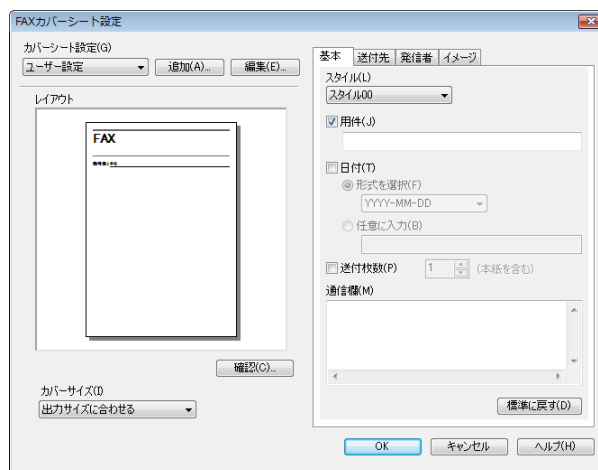 FAXカバーシート設定
カバーシート設定(G)
ユーザー設定
追加(A)...
編集(E)...
レイアウト
FAX
確認(C)...
カバーサイズ(I)
出力サイズに合わせる
基本
送付先
発信者
イメージ
スタイル(L)
スタイル00
用件(J)
日付(T)
形式を選択(F)
YYYY-MM-DD
任意に入力(B)
送付枚数(P)
1
(本紙を含む)
通信欄(M)
標準に戻す(D)
OK
キャンセル
ヘルプ(H)